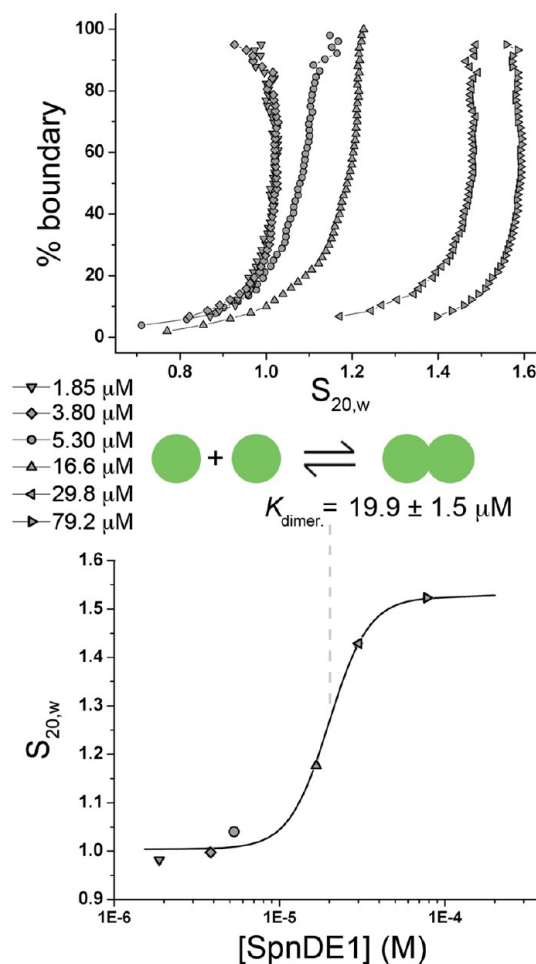 % boundary
100
80
60
40
20
0
0.8 1.0 1.2 1.4 1.6
S20,w
1.85 μM
3.80 μM
5.30 μM
16.6 μM
29.8 μM
79.2 μM
+
Kdimer. = 19.9 ± 1.5 μM
S20,w
1.6
1.5
1.4
1.3
1.2
1.1
1.0
0.9
1E-6 1E-5 1E-4
[SpnDE1] (M)